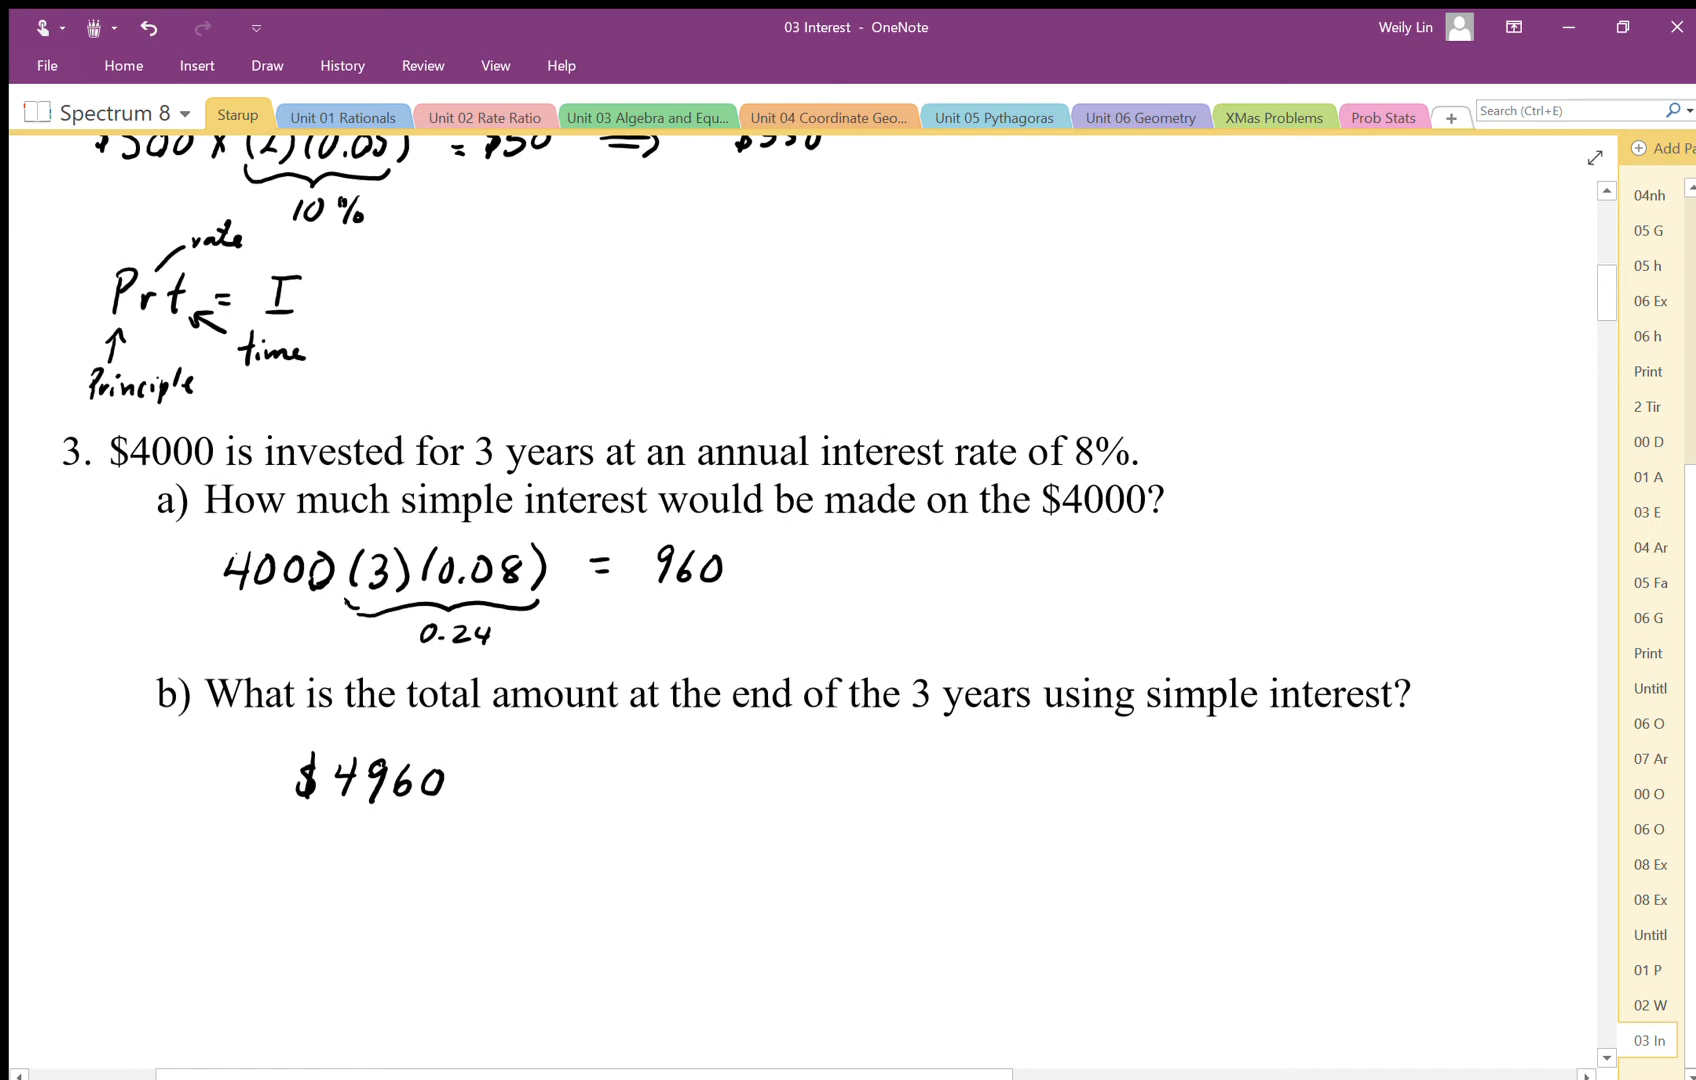 03 Interest - OneNote
Weily Lin
File Home Insert Draw History Review View Help
Spectrum 8
Starup
Unit 01 Rationals
Unit 02 Rate Ratio
Unit 03 Algebra and Equ...
Unit 04 Coordinate Geo...
Unit 05 Pythagoras
Unit 06 Geometry
XMas Problems
Prob Stats
+
Search (Ctrl+E)
10 %
rate
Prt = I
time
Principle
3. $4000 is invested for 3 years at an annual interest rate of 8%.
a) How much simple interest would be made on the $4000?
4000 (3)(0.08) = 960
0.24
b) What is the total amount at the end of the 3 years using simple interest?
$ 4960
Add Pa
04nh
05 G
05 h
06 Ex
06 h
Print
2 Tir
00 D
01 A
03 E
04 Ar
05 Fa
06 G
Print
Untitl
06 O
07 Ar
00 O
06 O
08 Ex
08 Ex
Untitl
01 P
02 W
03 In